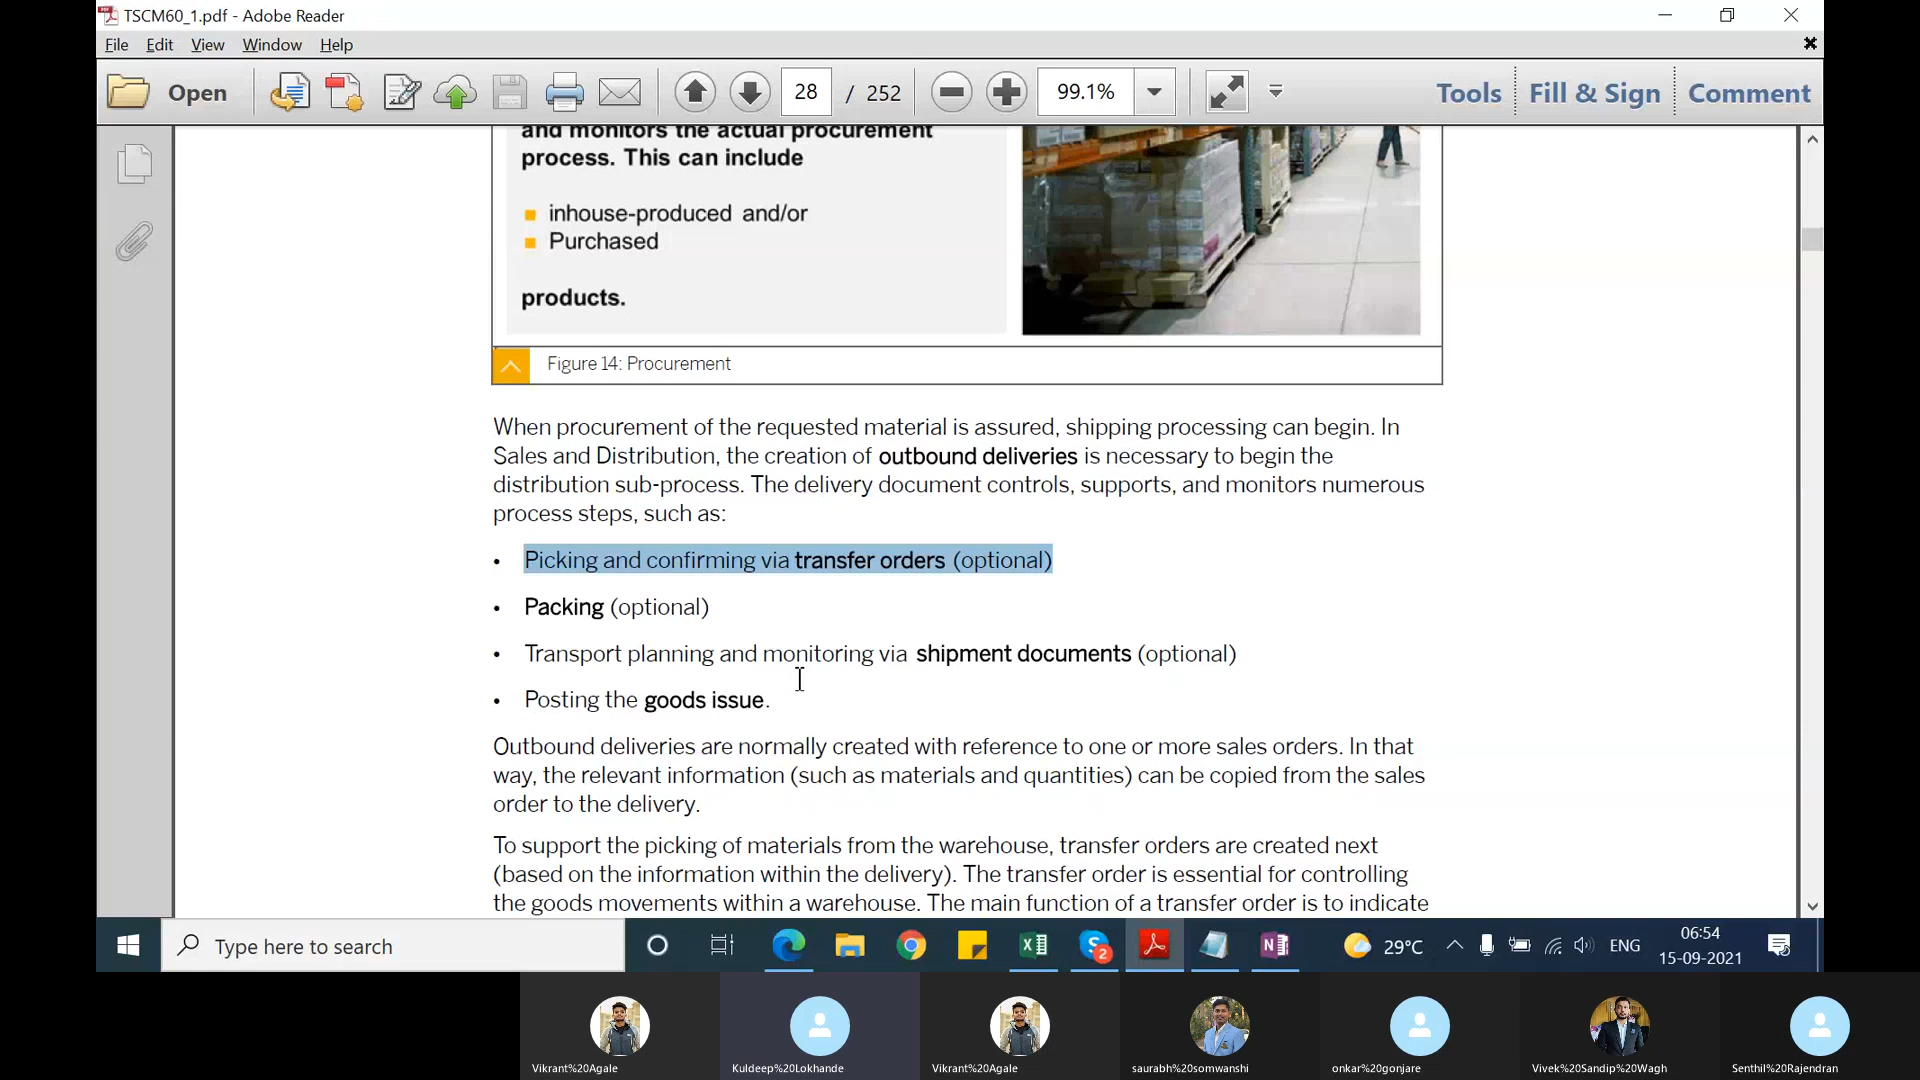 TSCM60_1.pdf - Adobe Reader
File Edit View Window Help
Open 28 / 252 99.1% Tools Fill & Sign Comment
and monitors the actual procurement
process. This can include
inhouse-produced and/or
Purchased
products.
Figure 14: Procurement
When procurement of the requested material is assured, shipping processing can begin. In
Sales and Distribution, the creation of outbound deliveries is necessary to begin the
distribution sub-process. The delivery document controls, supports, and monitors numerous
process steps, such as:
• Picking and confirming via transfer orders (optional)
• Packing (optional)
• Transport planning and monitoring via shipment documents (optional)
• Posting the goods issue.
Outbound deliveries are normally created with reference to one or more sales orders. In that
way, the relevant information (such as materials and quantities) can be copied from the sales
order to the delivery.
To support the picking of materials from the warehouse, transfer orders are created next
(based on the information within the delivery). The transfer order is essential for controlling
the goods movements within a warehouse. The main function of a transfer order is to indicate
Type here to search 2 29°C ENG 06:54
15-09-2021
Vikrant%20Agale Kuldeep%20Lokhande Vikrant%20Agale saurabh%20somwanshi onkar%20gonjare Vivek%20Sandip%20Wagh Senthil%20Rajendran